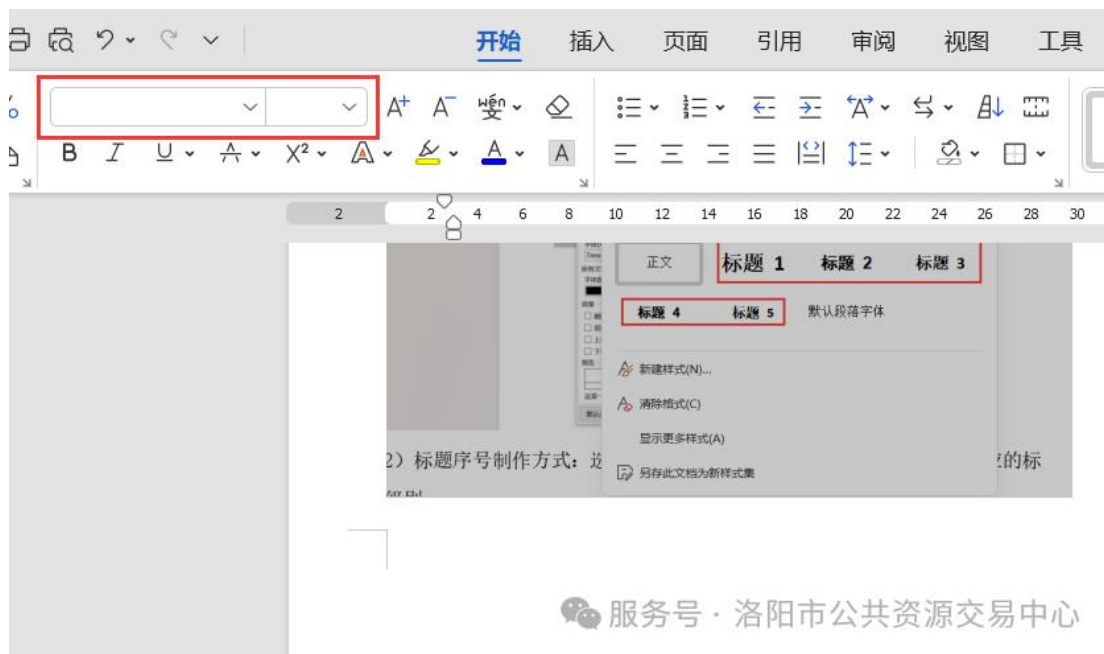 开始 插入 页面 引用 审阅 视图 工具
A+ A- wén 变 A
B I U A X² A A A
2 2 4 6 8 10 12 14 16 18 20 22 24 26 28 30
正文 标题 1 标题 2 标题 3
标题 4 标题 5 默认段落字体
新建样式(N)...
清除格式(C)
显示更多样式(A)
另存此文档为新样式集
2）标题序号制作方式：选 的标
服务号 · 洛阳市公共资源交易中心